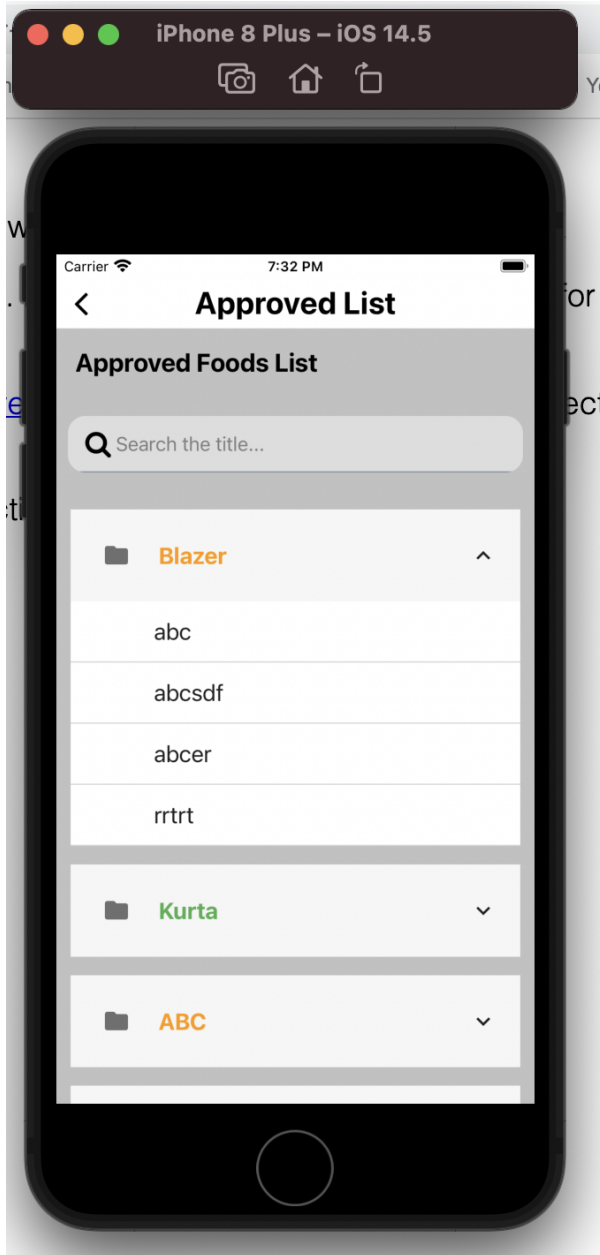 iPhone 8 Plus – iOS 14.5
Carrier 7:32 PM
Approved List
Approved Foods List
Search the title...
Blazer
abc
abcsdf
abcer
rrtrt
Kurta
ABC